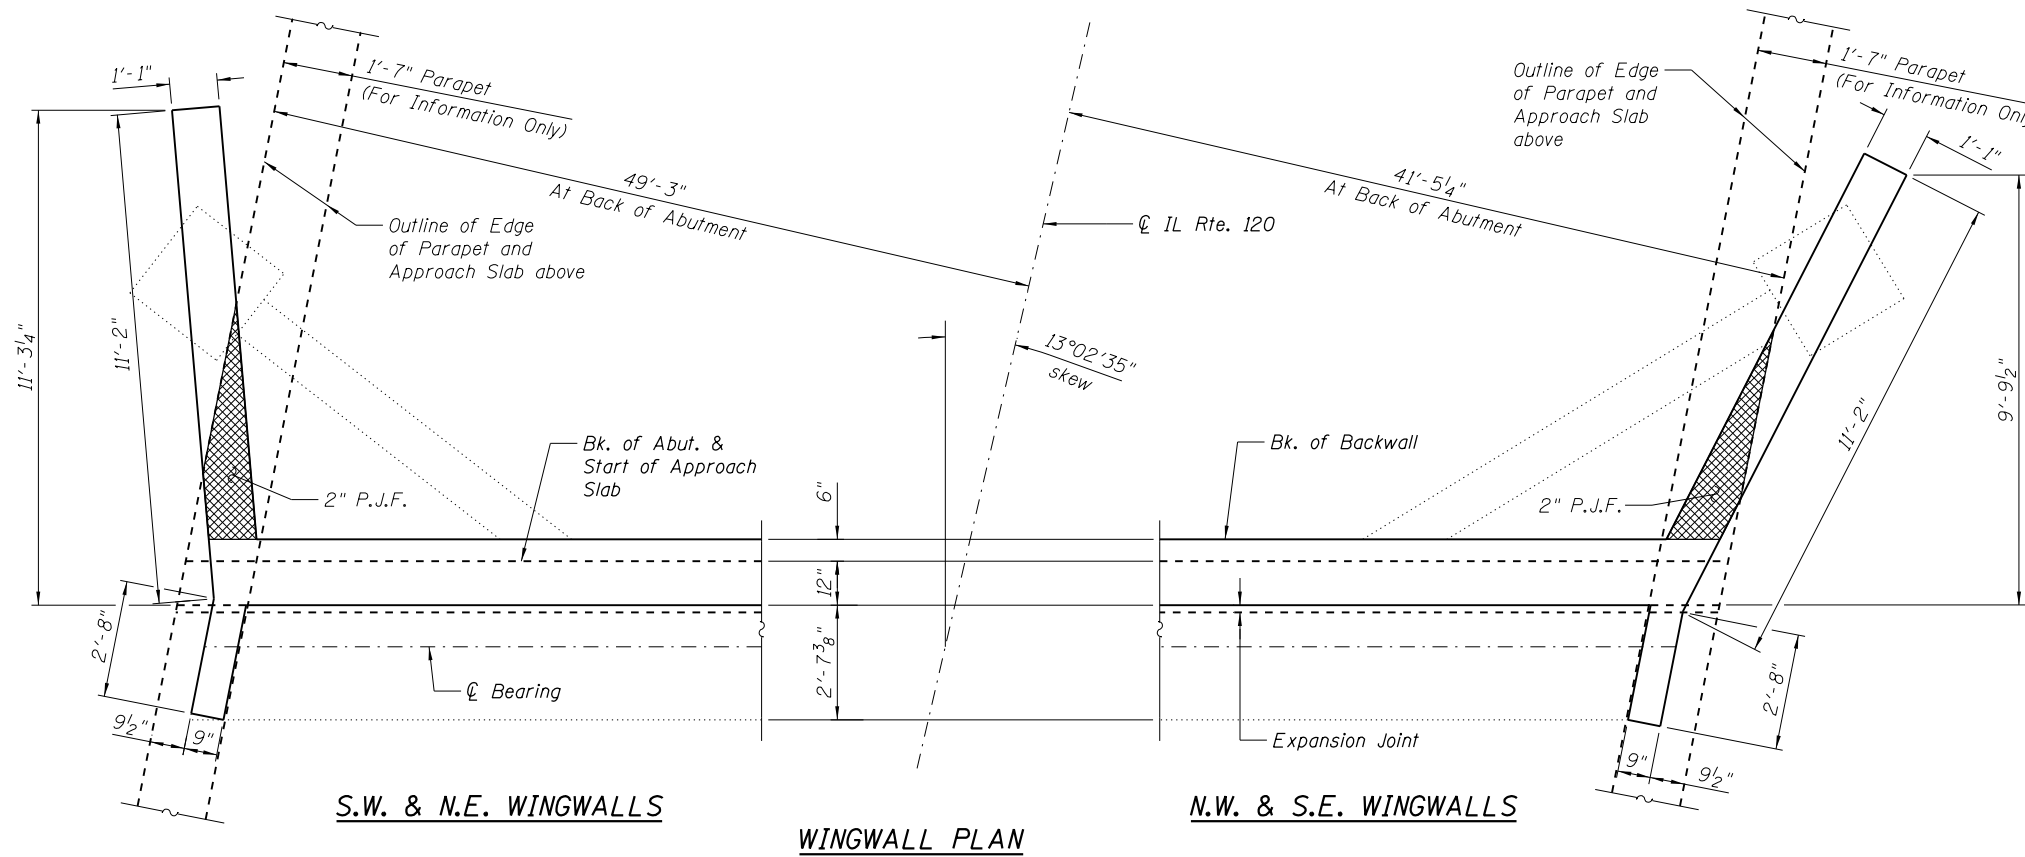 1'-1"
1'-7" Parapet
(For Information Only)
49'-3"
At Back of Abutment
Outline of Edge
of Parapet and
Approach Slab above
11'-3¼"
11'-2"
Bk. of Abut. &
Start of Approach
Slab
2" P.J.F.
2'-8"
9½"
9"
℄ Bearing
S.W. & N.E. WINGWALLS
℄ IL Rte. 120
13°02'35"
skew
6"
12"
2'-7⅜"
WINGWALL PLAN
Outline of Edge
of Parapet and
Approach Slab
above
1'-7" Parapet
(For Information Only
1'-1"
41'-5¼"
At Back of Abutment
Bk. of Backwall
2" P.J.F.
11'-2"
9'-9½"
2'-8"
9"
9½"
Expansion Joint
N.W. & S.E. WINGWALLS